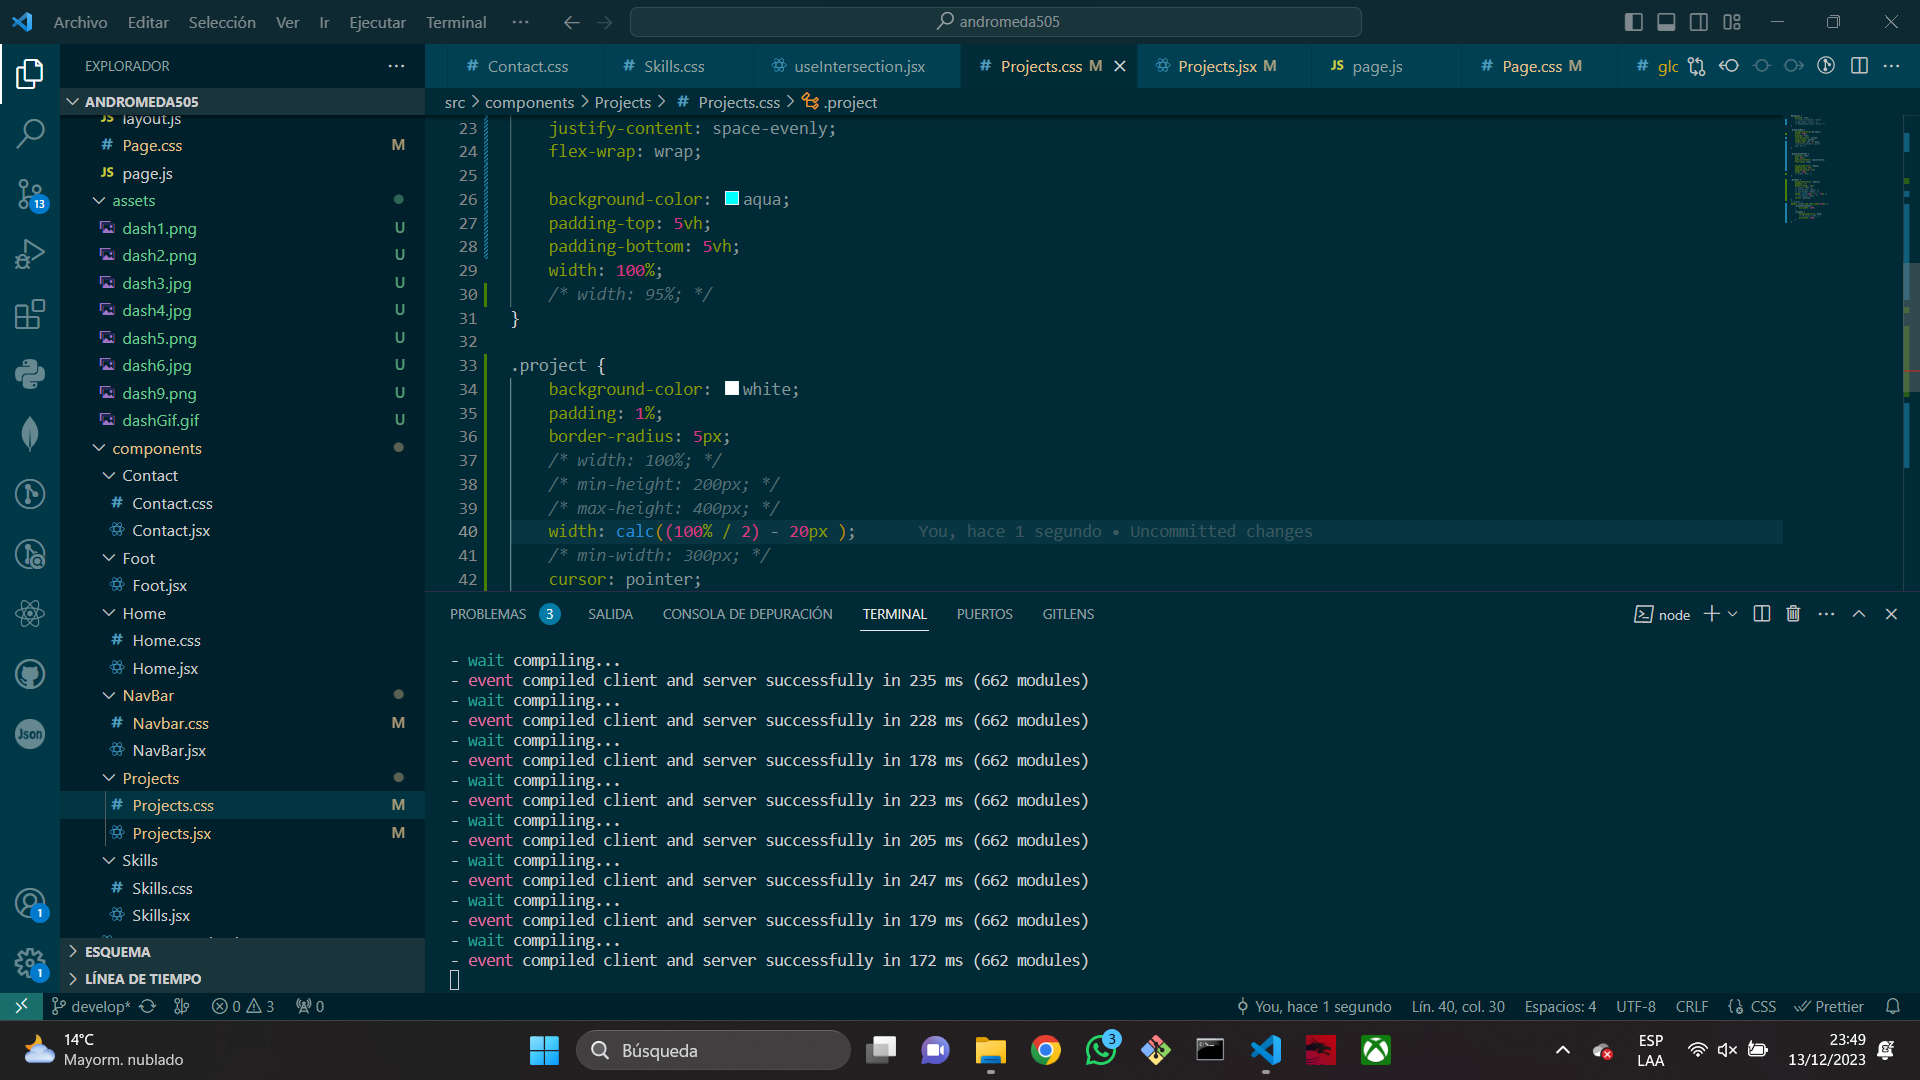 Archivo Editar Selección Ver Ir Ejecutar Terminal ··· andromeda505
EXPLORADOR ···
ANDROMEDA505
layout.js
Page.css M
page.js
assets
dash1.png U
dash2.png U
dash3.jpg U
dash4.jpg U
dash5.png U
dash6.jpg U
dash9.png U
dashGif.gif U
components
Contact
Contact.css
Contact.jsx
Foot
Foot.jsx
Home
Home.css
Home.jsx
NavBar
Navbar.css M
NavBar.jsx
Projects
Projects.css M
Projects.jsx M
Skills
Skills.css
Skills.jsx
ESQUEMA
LÍNEA DE TIEMPO
13
Json
1
1
# Contact.css # Skills.css useIntersection.jsx # Projects.css M Projects.jsx M JS page.js # Page.css M # glc
src > components > Projects > # Projects.css > .project
23 justify-content: space-evenly;
24 flex-wrap: wrap;
25
26 background-color: aqua;
27 padding-top: 5vh;
28 padding-bottom: 5vh;
29 width: 100%;
30 /* width: 95%; */
31 }
32
33 .project {
34 background-color: white;
35 padding: 1%;
36 border-radius: 5px;
37 /* width: 100%; */
38 /* min-height: 200px; */
39 /* max-height: 400px; */
40 width: calc((100% / 2) - 20px ); You, hace 1 segundo • Uncommitted changes
41 /* min-width: 300px; */
42 cursor: pointer;
PROBLEMAS 3 SALIDA CONSOLA DE DEPURACIÓN TERMINAL PUERTOS GITLENS node
- wait compiling...
- event compiled client and server successfully in 235 ms (662 modules)
- wait compiling...
- event compiled client and server successfully in 228 ms (662 modules)
- wait compiling...
- event compiled client and server successfully in 178 ms (662 modules)
- wait compiling...
- event compiled client and server successfully in 223 ms (662 modules)
- wait compiling...
- event compiled client and server successfully in 205 ms (662 modules)
- wait compiling...
- event compiled client and server successfully in 247 ms (662 modules)
- wait compiling...
- event compiled client and server successfully in 179 ms (662 modules)
- wait compiling...
- event compiled client and server successfully in 172 ms (662 modules)
develop* 0 3 0 You, hace 1 segundo Lín. 40, col. 30 Espacios: 4 UTF-8 CRLF CSS Prettier
14°C
Mayorm. nublado
Búsqueda
3
ESP
LAA
23:49
13/12/2023